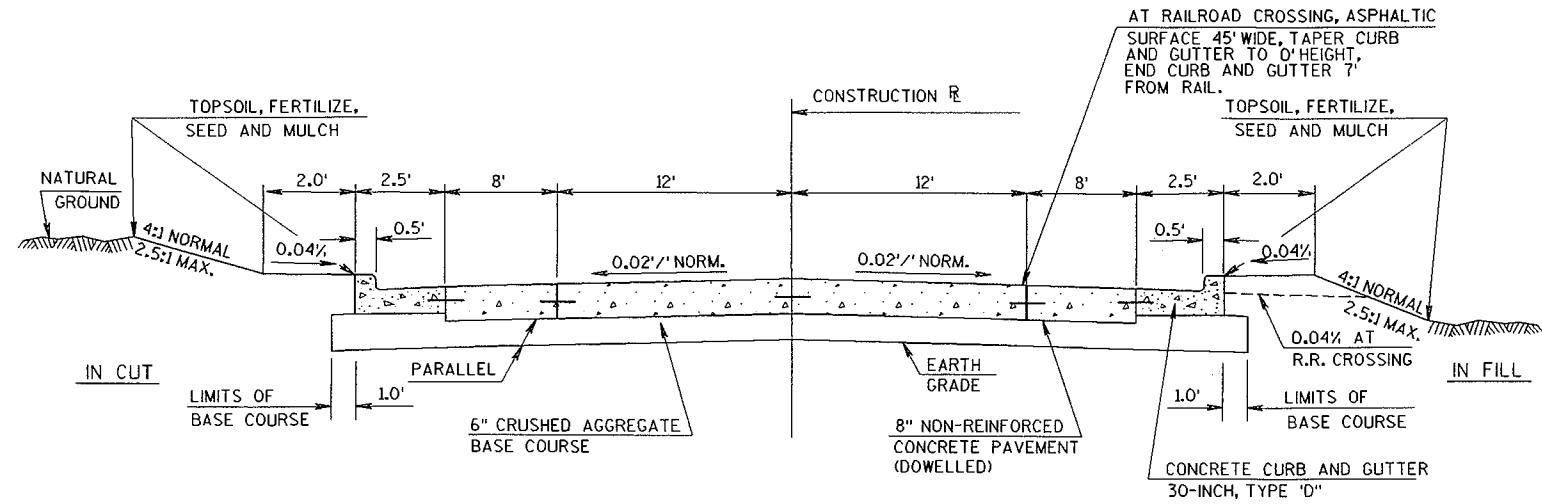 AT RAILROAD CROSSING, ASPHALTIC
SURFACE 45' WIDE, TAPER CURB
AND GUTTER TO 0' HEIGHT,
END CURB AND GUTTER 7'
FROM RAIL.
CONSTRUCTION RL
TOPSOIL, FERTILIZE,
SEED AND MULCH
TOPSOIL, FERTILIZE,
SEED AND MULCH
NATURAL
GROUND
2.0'
2.5'
8'
12'
12'
8'
2.5'
2.0'
4:1 NORMAL
2.5:1 MAX.
0.04'/'
0.5'
0.02'/' NORM.
0.02'/' NORM.
0.5'
0.04'/'
4:1 NORMAL
2.5:1 MAX.
IN CUT
LIMITS OF
BASE COURSE
1.0'
PARALLEL
6" CRUSHED AGGREGATE
BASE COURSE
EARTH
GRADE
8" NON-REINFORCED
CONCRETE PAVEMENT
(DOWELLED)
1.0'
0.04'/' AT
R.R. CROSSING
LIMITS OF
BASE COURSE
IN FILL
CONCRETE CURB AND GUTTER
30-INCH, TYPE 'D"